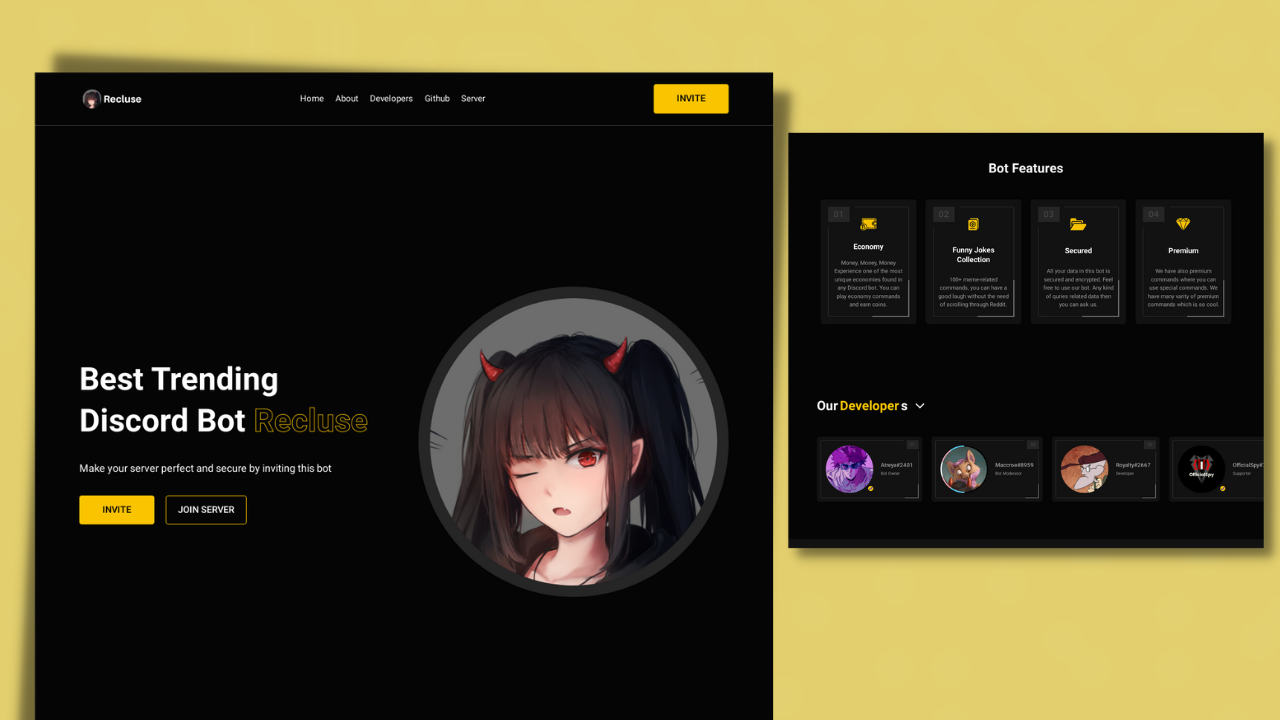 Recluse
Home About Developers Github Server
INVITE
Best Trending
Discord Bot Recluse
Make your server perfect and secure by inviting this bot
INVITE
JOIN SERVER
Bot Features
01
Economy
Money, Money, Money
Experience one of the most
unique economies found in
any Discord bot. You can
play economy commands
and earn coins.
02
Funny Jokes
Collection
100+ meme-related
commands, you can have a
good laugh without the need
of scrolling through Reddit.
03
Secured
All your data in this bot is
secured and encrypted. Feel
free to use our bot. Any kind
of quries related data then
you can ask us.
04
Premium
We have also premium
commands where you can
use special commands. We
have many varity of premium
commands which is so cool.
Our Developers
Atreya#2401
Bot Owner
Maccrose#8959
Bot Moderator
Royalty#2667
Developer
OfficialSpy
OfficialSpy#
Supporter